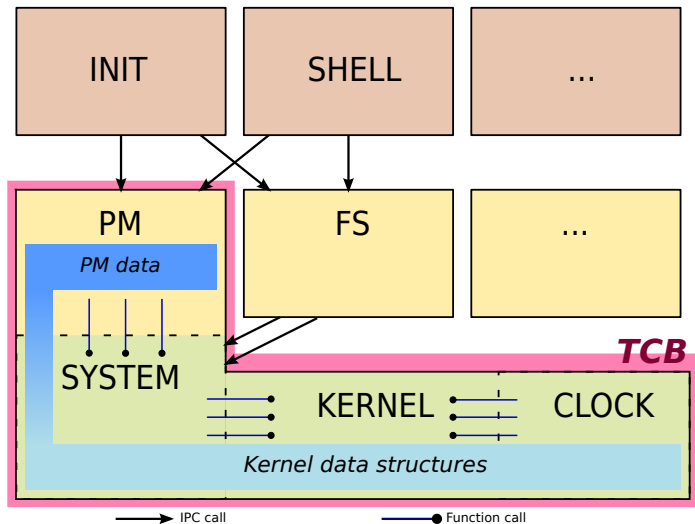 INIT
SHELL
...
PM
FS
...
PM data
TCB
SYSTEM
KERNEL
CLOCK
Kernel data structures
IPC call
Function call